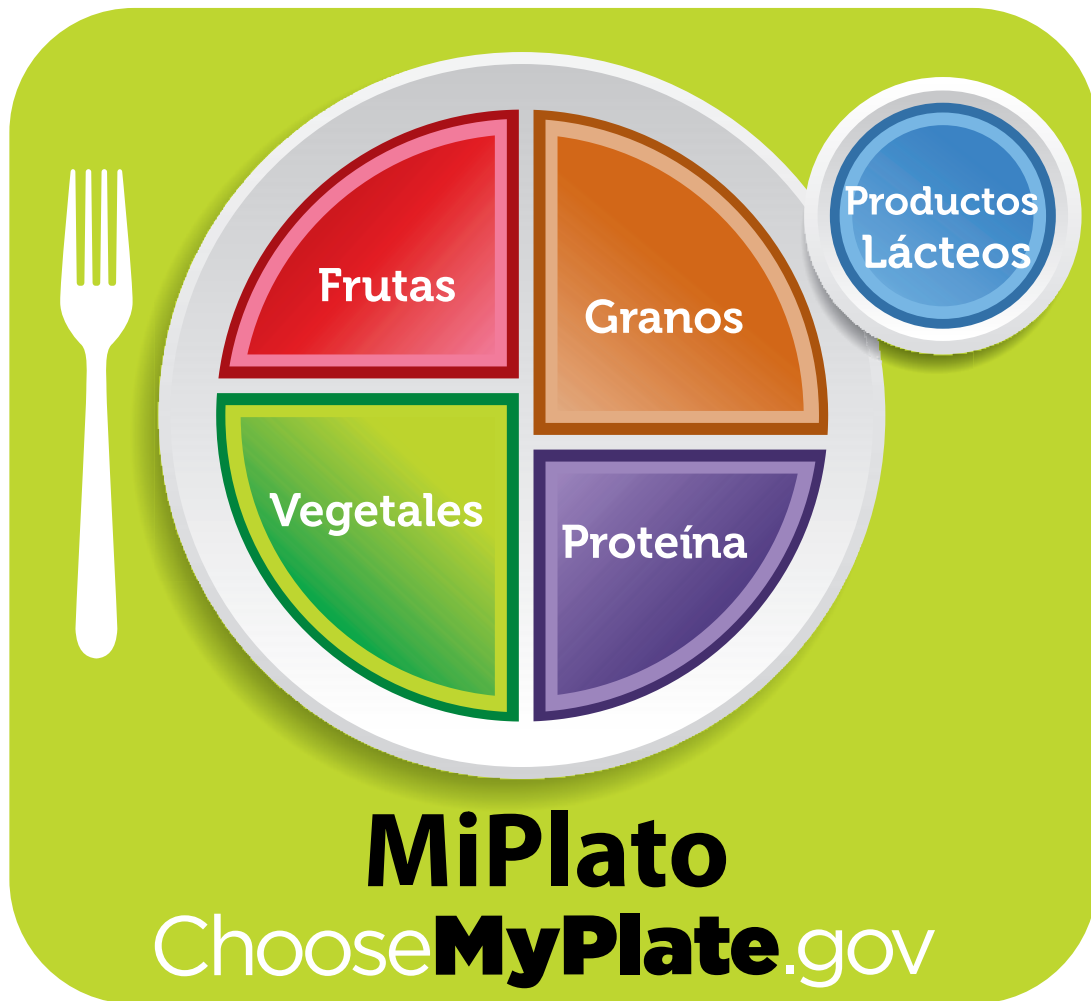 Frutas
Granos
Productos
Lácteos
Vegetales
Proteína
MiPlato
ChooseMyPlate.gov